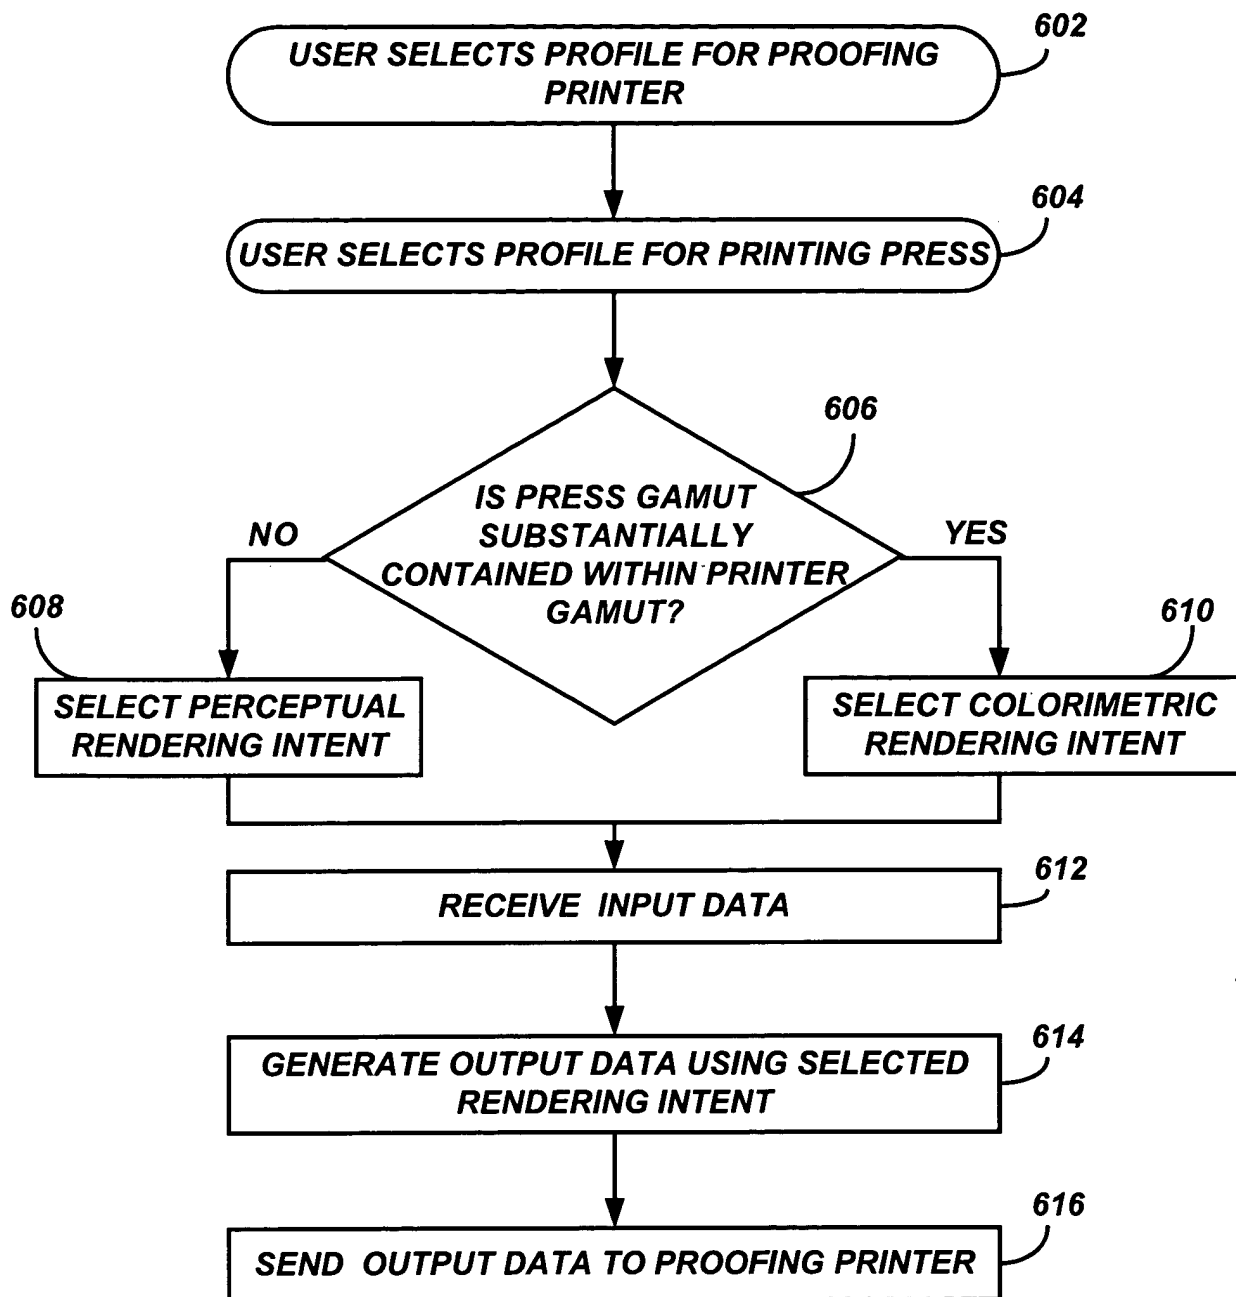 602
USER SELECTS PROFILE FOR PROOFING
PRINTER
604
USER SELECTS PROFILE FOR PRINTING PRESS
606
IS PRESS GAMUT
SUBSTANTIALLY
CONTAINED WITHIN PRINTER
GAMUT?
NO
YES
608
SELECT PERCEPTUAL
RENDERING INTENT
610
SELECT COLORIMETRIC
RENDERING INTENT
612
RECEIVE INPUT DATA
614
GENERATE OUTPUT DATA USING SELECTED
RENDERING INTENT
616
SEND OUTPUT DATA TO PROOFING PRINTER